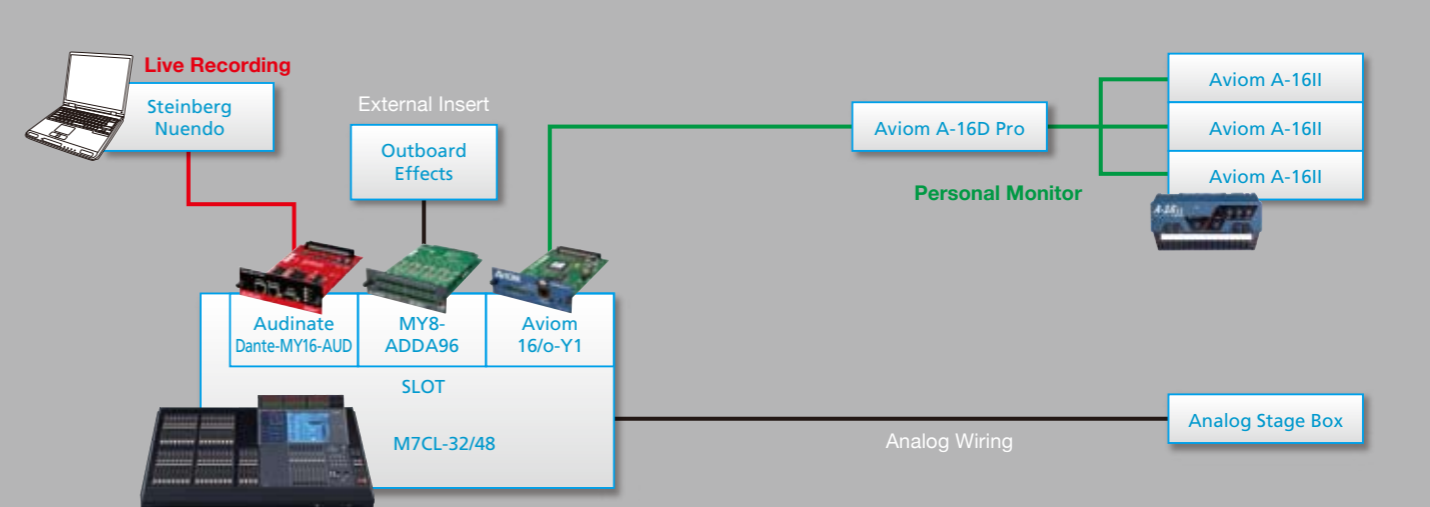 Live Recording
Steinberg
Nuendo
External Insert
Outboard
Effects
Aviom A-16D Pro
Aviom A-16II
Aviom A-16II
Aviom A-16II
Personal Monitor
A-16II
Audinate
Dante-MY16-AUD
MY8-
ADDA96
Aviom
16/o-Y1
SLOT
M7CL-32/48
Analog Wiring
Analog Stage Box